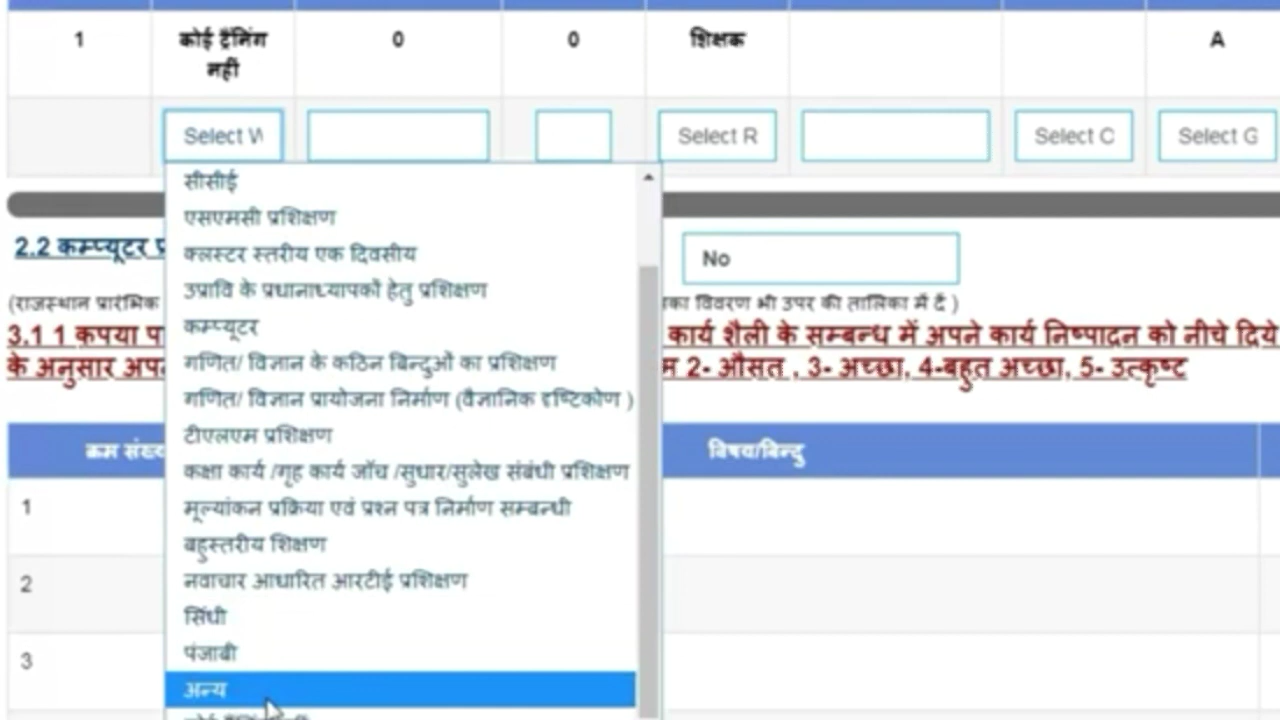 1 कोई ट्रैनिंग नहीं 0 0 शिक्षक A
Select W Select R Select C Select G
सीसीई
एसएमसी प्रशिक्षण
क्लस्टर स्तरीय एक दिवसीय
2.2 कम्प्यूटर No
उप्रावि के प्रधानाध्यापकों हेतु प्रशिक्षण
(राजस्थान प्रारंभिक का विवरण भी उपर की तालिका में दें )
कम्प्यूटर
3.1 1 कृपया कार्य शैली के सम्बन्ध में अपने कार्य निष्पादन को नीचे दिये
गणित/ विज्ञान के कठिन बिन्दुओं का प्रशिक्षण
के अनुसार 2- औसत , 3- अच्छा, 4-बहुत अच्छा, 5- उत्कृष्ट
गणित/ विज्ञान प्रायोजना निर्माण (वैज्ञानिक दृष्टिकोण )
टीएलएम प्रशिक्षण
क्रम विषय/बिन्दु
कक्षा कार्य /गृह कार्य जॉच /सुधार/सुलेख संबंधी प्रशिक्षण
1
मूल्यांकन प्रक्रिया एवं प्रश्न पत्र निर्माण सम्बन्धी
बहुस्तरीय शिक्षण
2
नवाचार आधारित आरटीई प्रशिक्षण
सिंधी
3
पंजाबी
अन्य